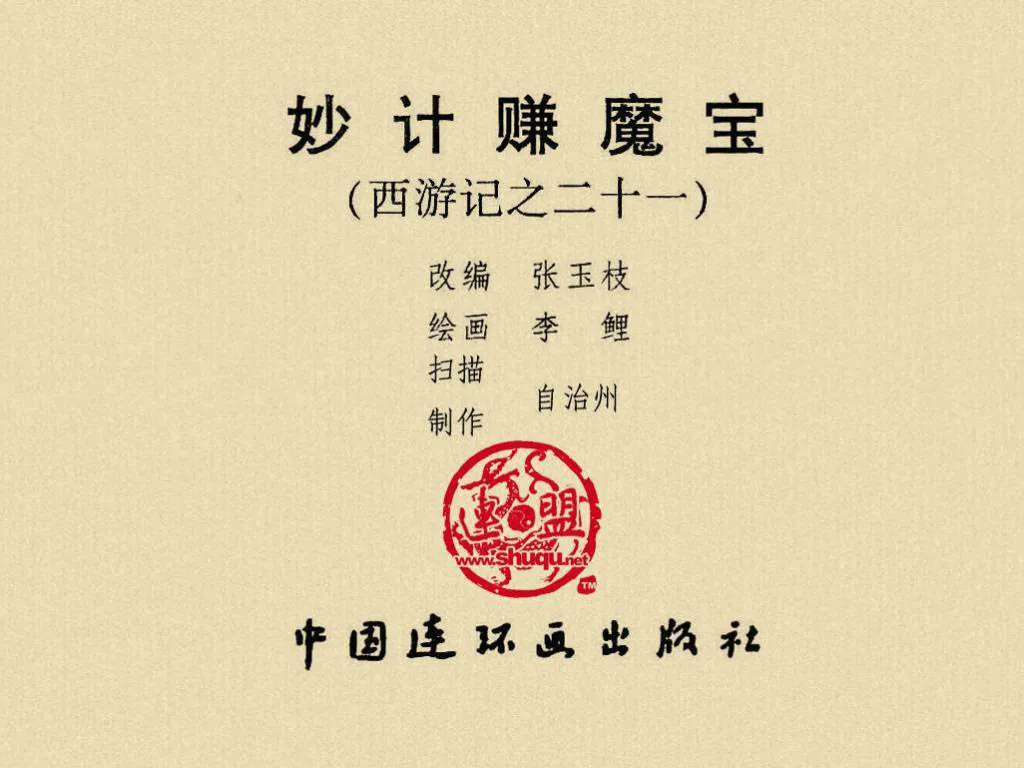 妙计赚魔宝
(西游记之二十一)
改编 张玉枝
绘画 李鲤
扫描
自治州
制作
連盟
www.shuqu.net
TM
中国连环画出版社